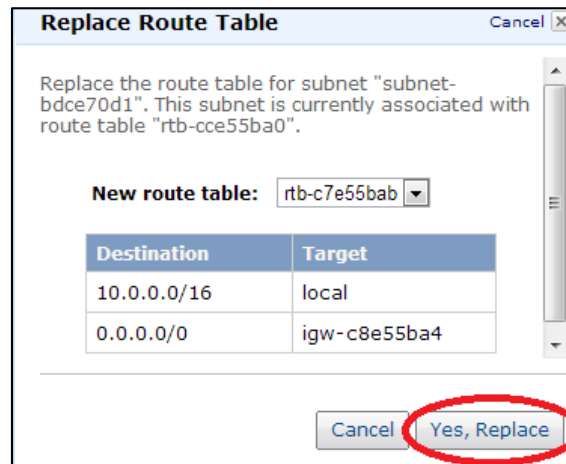 Replace Route Table Cancel
Replace the route table for subnet "subnet-
bdce70d1". This subnet is currently associated with
route table "rtb-cce55ba0".
New route table: rtb-c7e55bab
Destination Target
10.0.0.0/16 local
0.0.0.0/0 igw-c8e55ba4
Cancel Yes, Replace